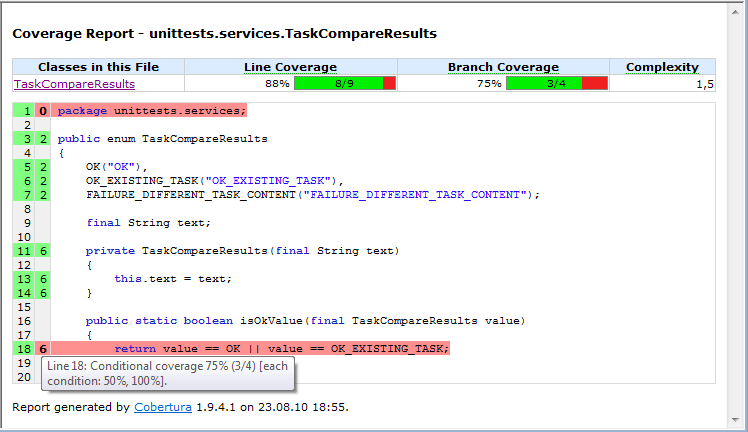 Coverage Report - unittests.services.TaskCompareResults
Classes in this File Line Coverage Branch Coverage Complexity
TaskCompareResults 88% 8/9 75% 3/4 1,5
1 0 package unittests.services;
2
3 2 public enum TaskCompareResults
4 {
5 2 OK("OK"),
6 2 OK_EXISTING_TASK("OK_EXISTING_TASK"),
7 2 FAILURE_DIFFERENT_TASK_CONTENT("FAILURE_DIFFERENT_TASK_CONTENT");
8
9 final String text;
10
11 6 private TaskCompareResults(final String text)
12 {
13 6 this.text = text;
14 6 }
15
16 public static boolean isOkValue(final TaskCompareResults value)
17 {
18 6 return value == OK || value == OK_EXISTING_TASK;
19
20
Line 18: Conditional coverage 75% (3/4) [each
condition: 50%, 100%].
Report generated by Cobertura 1.9.4.1 on 23.08.10 18:55.